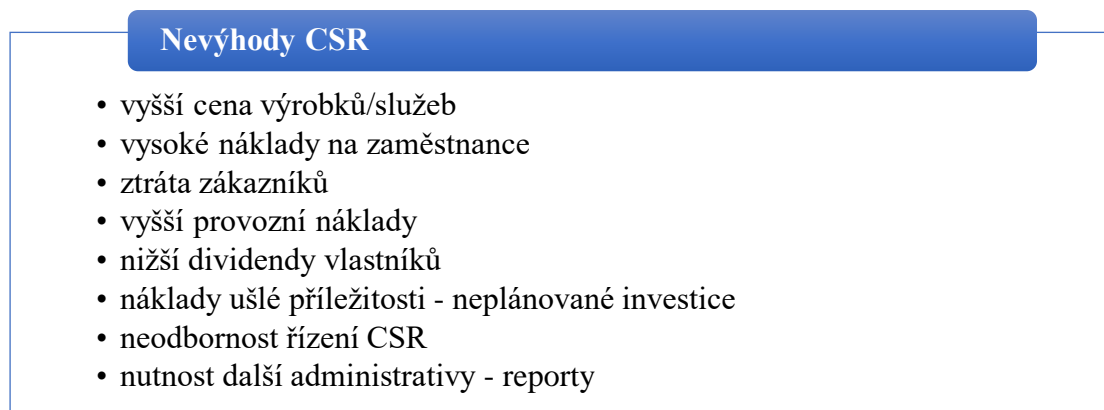 Nevýhody CSR
• vyšší cena výrobků/služeb
• vysoké náklady na zaměstnance
• ztráta zákazníků
• vyšší provozní náklady
• nižší dividendy vlastníků
• náklady ušlé příležitosti - neplánované investice
• neodbornost řízení CSR
• nutnost další administrativy - reporty